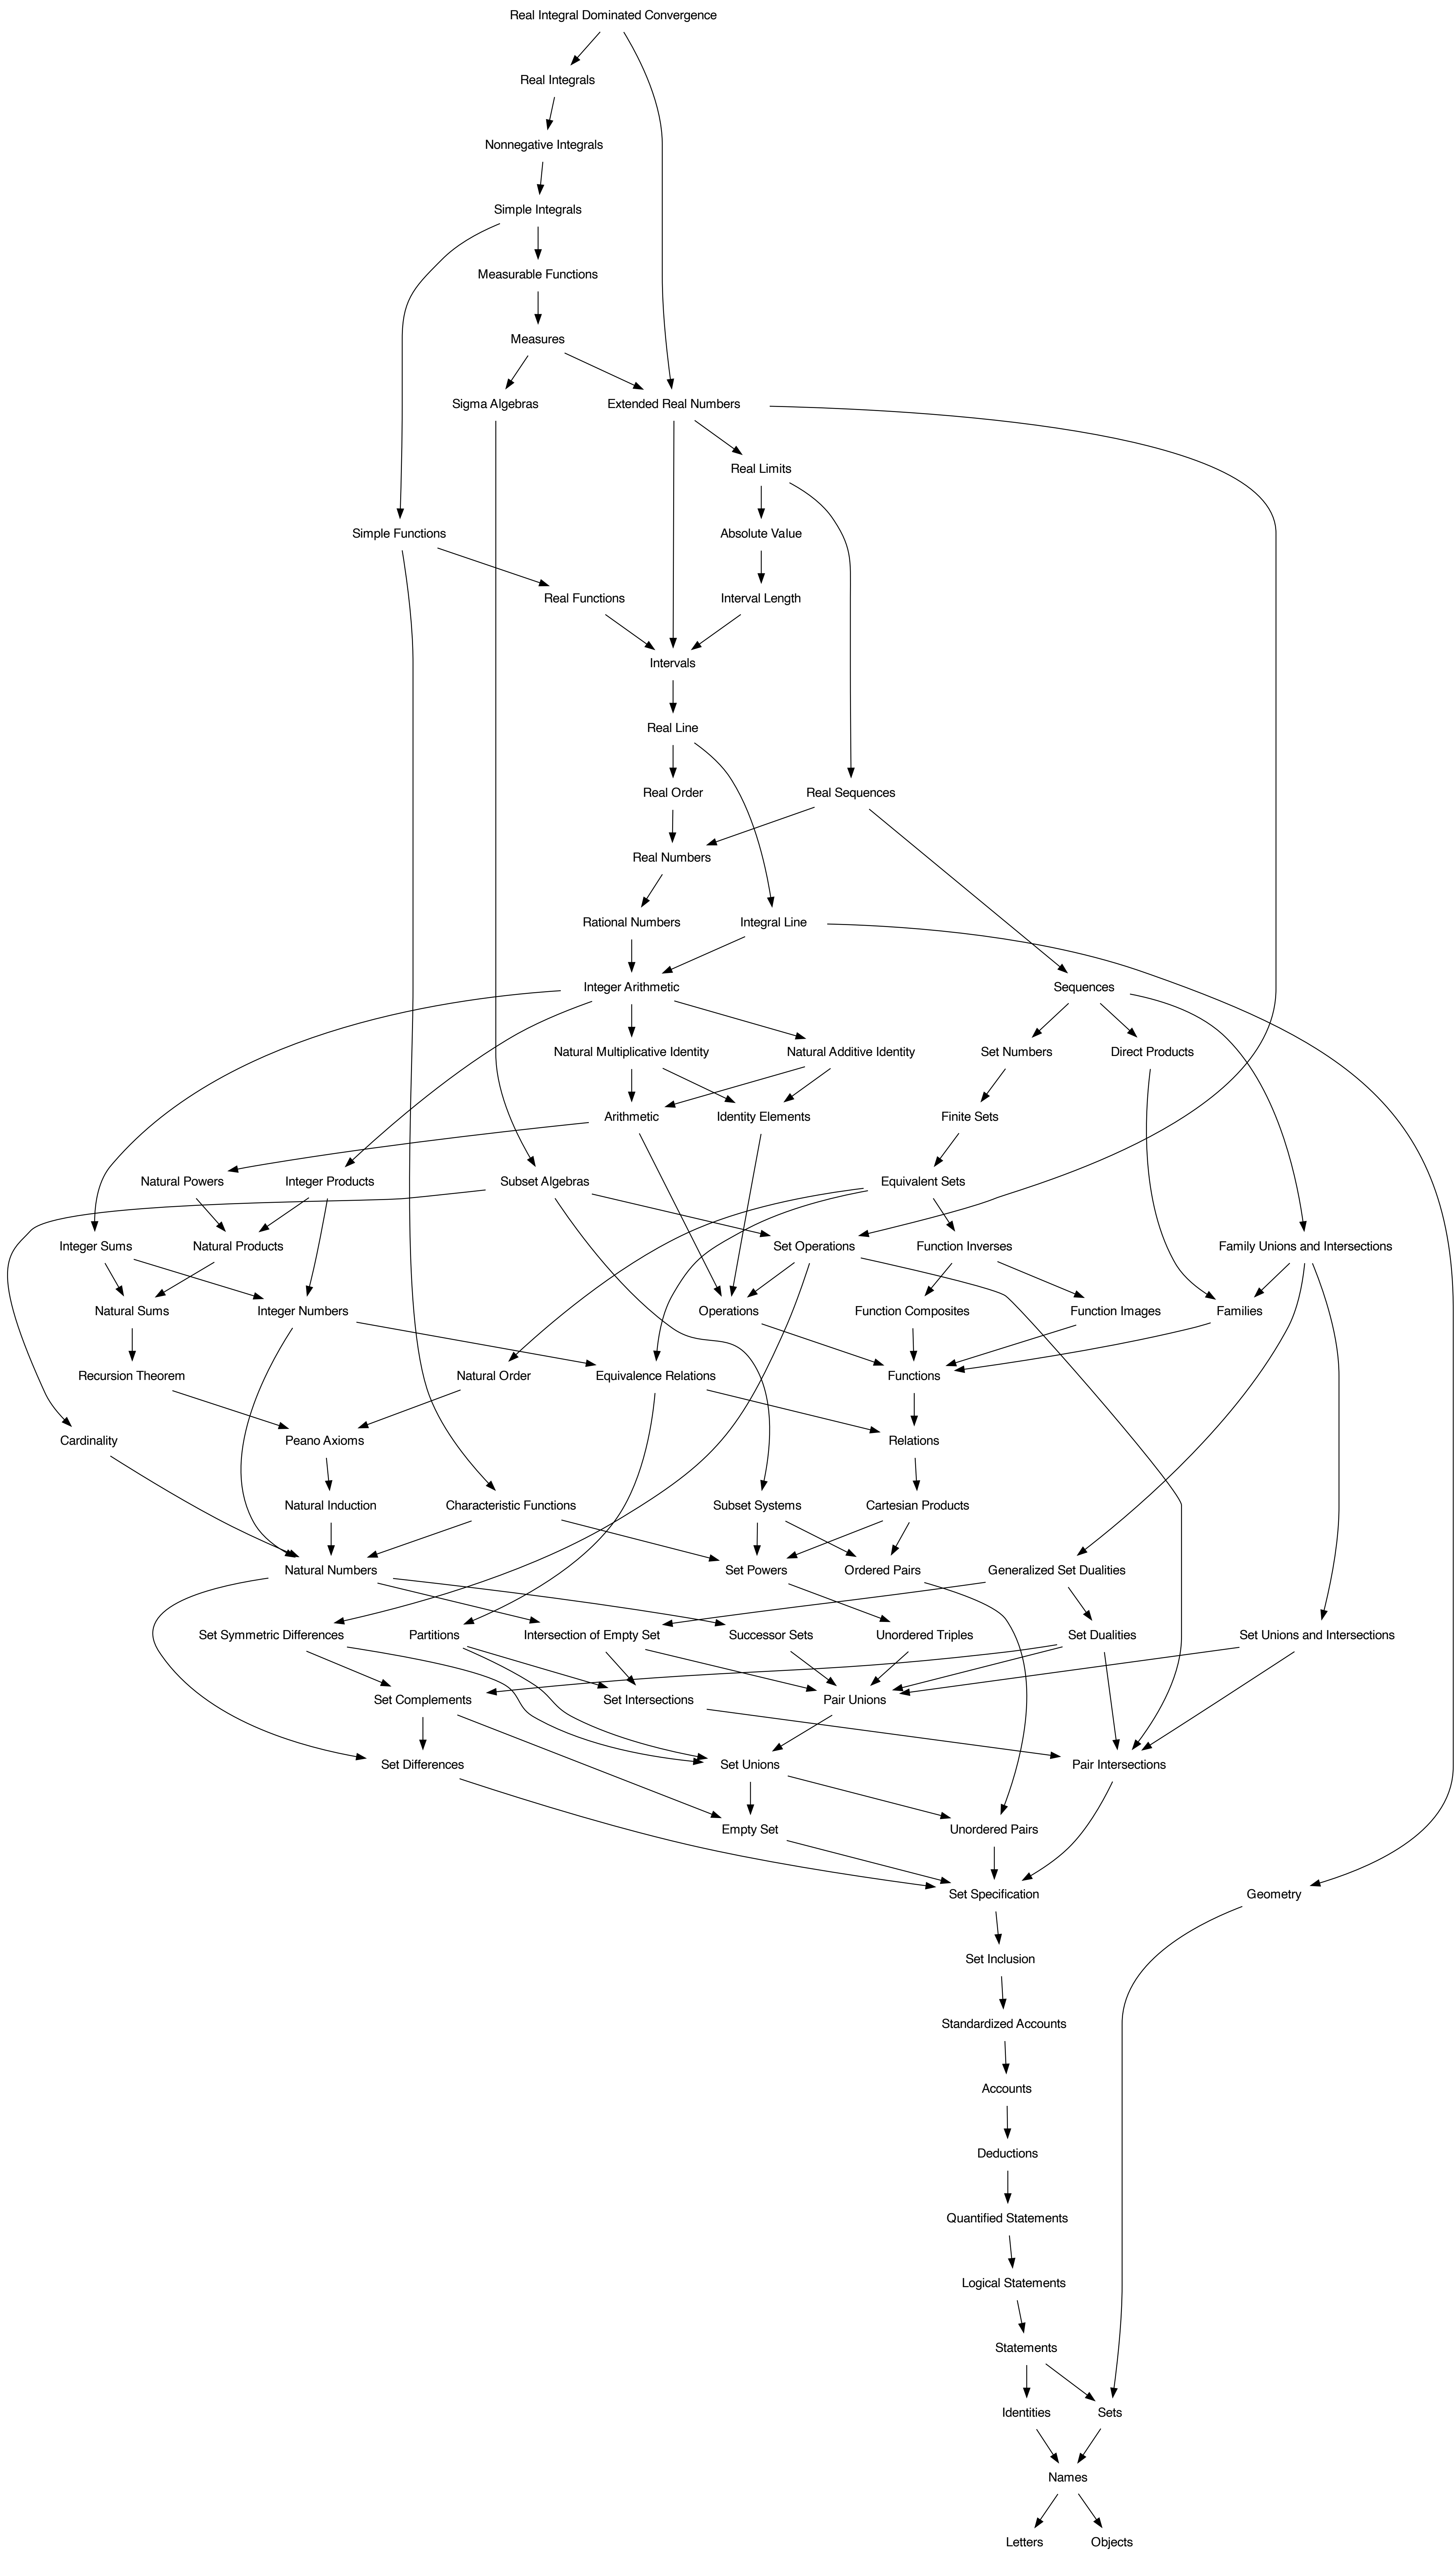 Real Integral Dominated Convergence
Real Integrals
Nonnegative Integrals
Simple Integrals
Measurable Functions
Measures
Sigma Algebras
Extended Real Numbers
Real Limits
Simple Functions
Absolute Value
Real Functions
Interval Length
Intervals
Real Line
Real Order
Real Sequences
Real Numbers
Rational Numbers
Integral Line
Integer Arithmetic
Sequences
Natural Multiplicative Identity
Natural Additive Identity
Set Numbers
Direct Products
Arithmetic
Identity Elements
Finite Sets
Natural Powers
Integer Products
Subset Algebras
Equivalent Sets
Integer Sums
Natural Products
Set Operations
Function Inverses
Family Unions and Intersections
Natural Sums
Integer Numbers
Operations
Function Composites
Function Images
Families
Recursion Theorem
Natural Order
Equivalence Relations
Functions
Cardinality
Peano Axioms
Relations
Natural Induction
Characteristic Functions
Subset Systems
Cartesian Products
Natural Numbers
Set Powers
Ordered Pairs
Generalized Set Dualities
Set Symmetric Differences
Partitions
Intersection of Empty Set
Successor Sets
Unordered Triples
Set Dualities
Set Unions and Intersections
Set Complements
Set Intersections
Pair Unions
Set Differences
Set Unions
Pair Intersections
Empty Set
Unordered Pairs
Set Specification
Geometry
Set Inclusion
Standardized Accounts
Accounts
Deductions
Quantified Statements
Logical Statements
Statements
Identities
Sets
Names
Letters
Objects